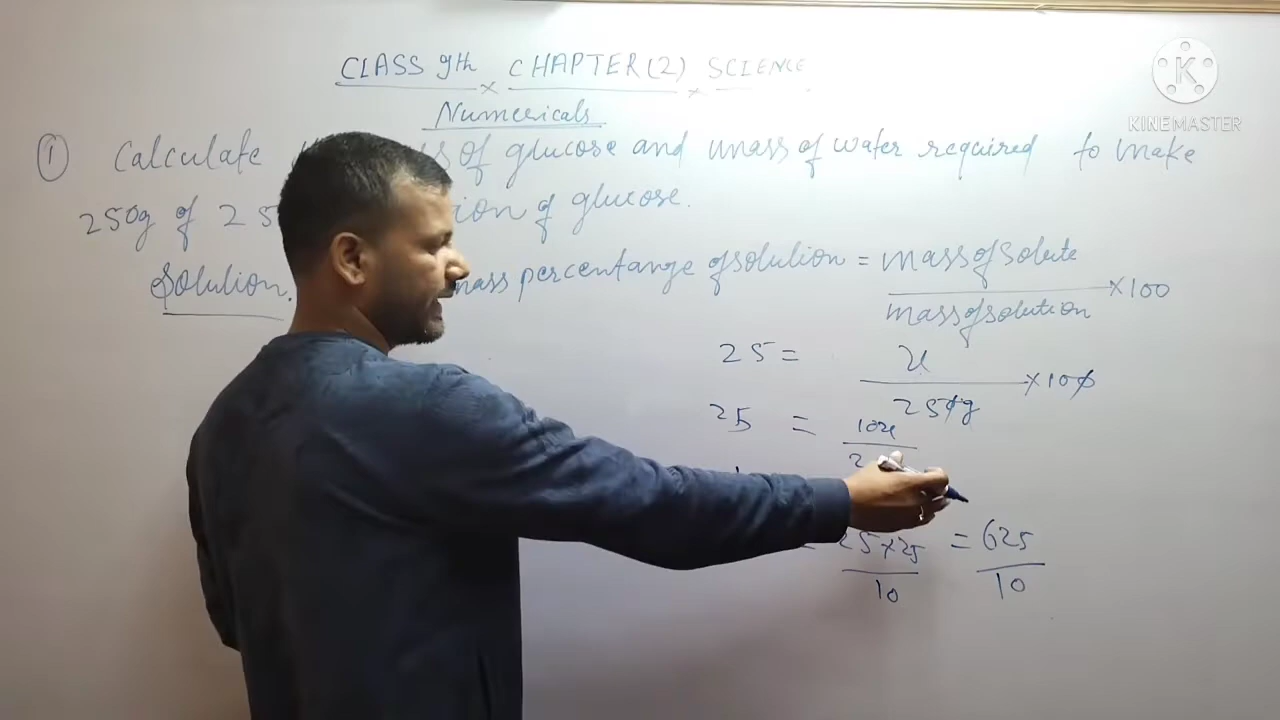 CLASS 9th × CHAPTER (2) × SCIENCE
Numericals
① Calculate of glucose and mass of water required to make
250g of 25 of glucose.
Solution. mass percentange of solution = mass of solute / mass of solution × 100
25 = x / 250g × 100
25 = 10x
= 25 × 25 / 10 = 625 / 10
K
KINEMASTER